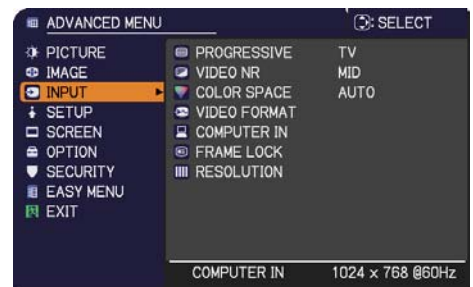 ADVANCED MENU : SELECT
PICTURE
IMAGE
INPUT
SETUP
SCREEN
OPTION
SECURITY
EASY MENU
EXIT
PROGRESSIVE TV
VIDEO NR MID
COLOR SPACE AUTO
VIDEO FORMAT
COMPUTER IN
FRAME LOCK
RESOLUTION
COMPUTER IN 1024 x 768 @60Hz